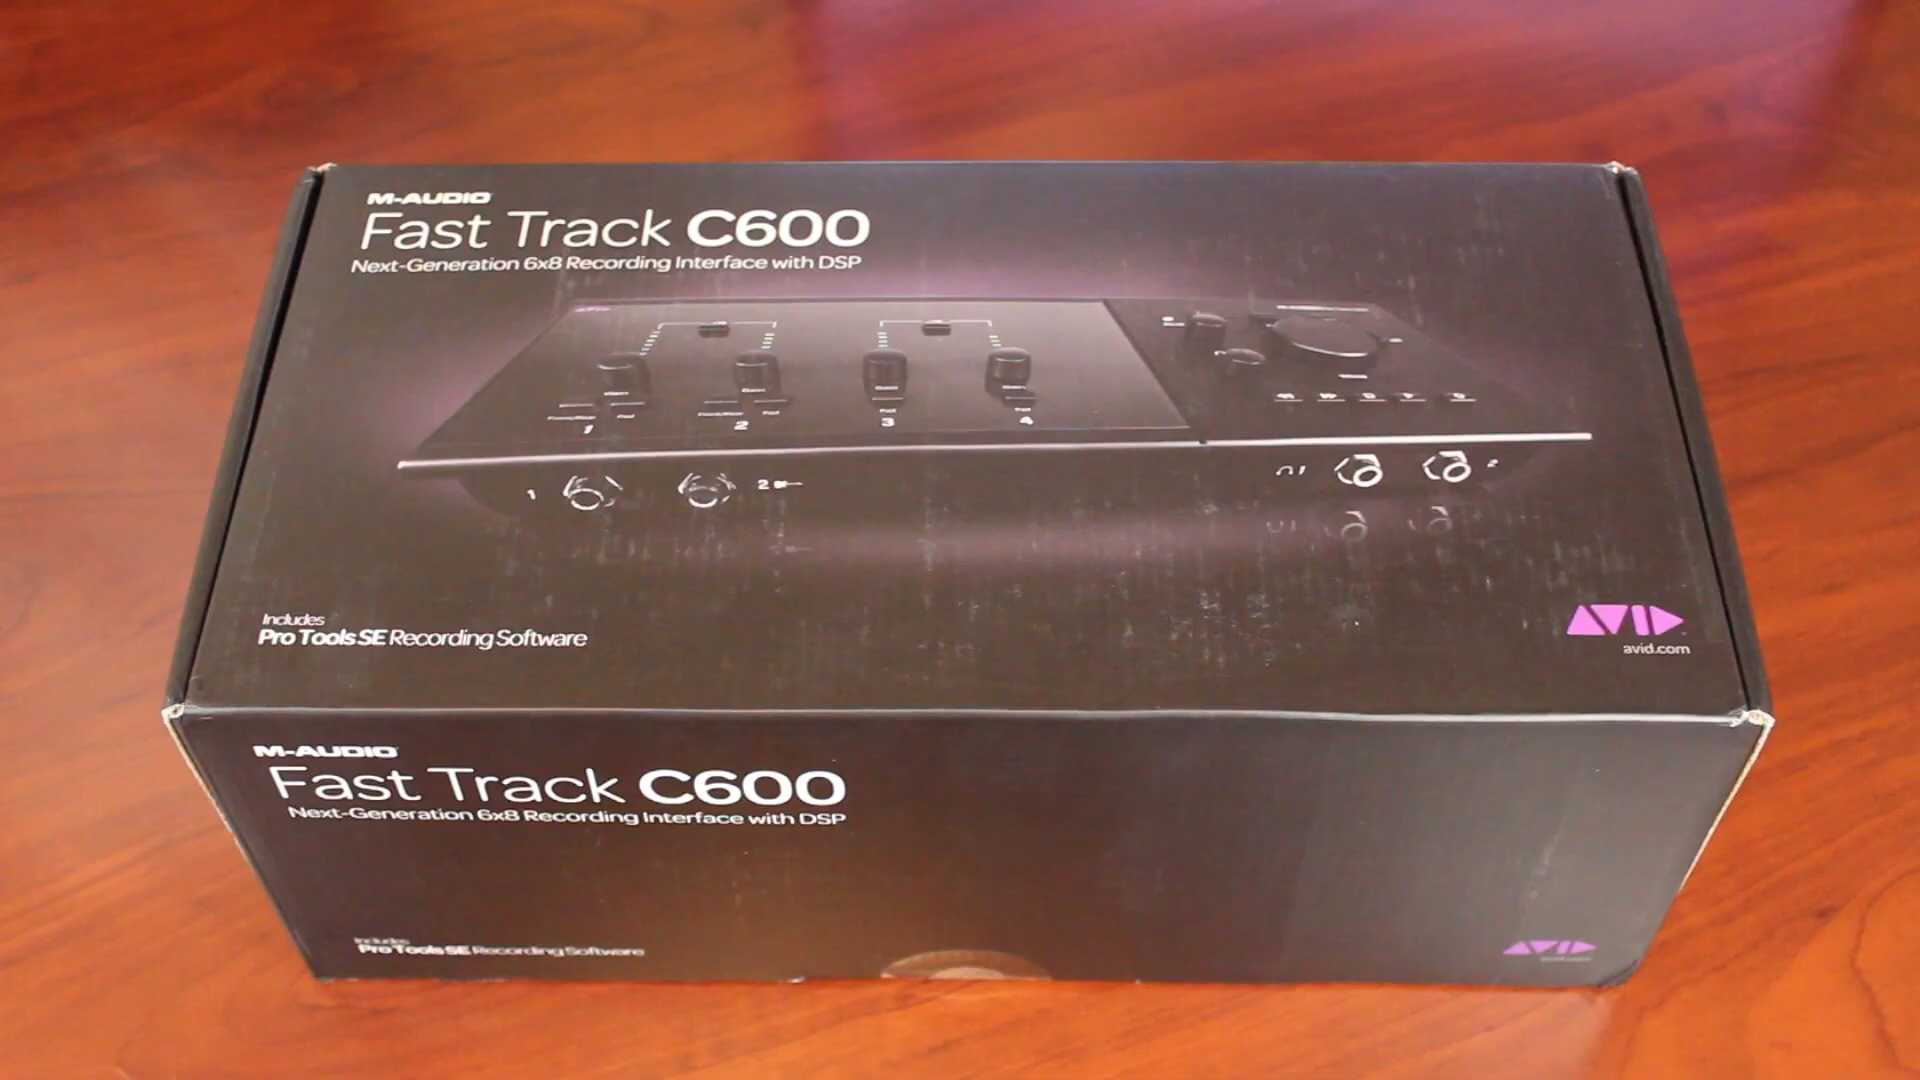 M-AUDIO
Fast Track C600
Next-Generation 6x8 Recording Interface with DSP
1 2 3 4
1 2
1 2
Includes
Pro Tools SE Recording Software
AVID
avid.com
M-AUDIO
Fast Track C600
Next-Generation 6x8 Recording Interface with DSP
Includes
Pro Tools SE Recording Software
AVID